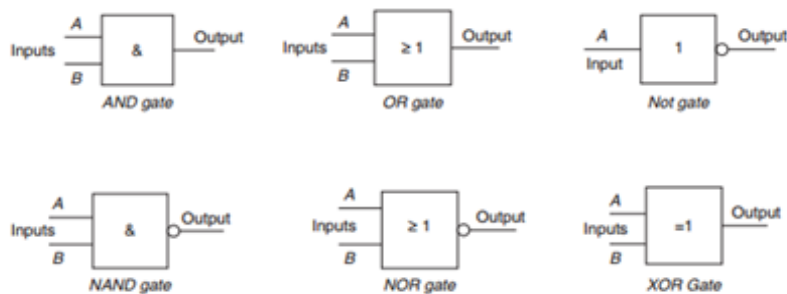 A
Inputs
&
Output
B
AND gate
A
Inputs
≥ 1
Output
B
OR gate
A
Input
1
Output
Not gate
A
Inputs
&
Output
B
NAND gate
A
Inputs
≥ 1
Output
B
NOR gate
A
Inputs
=1
Output
B
XOR Gate